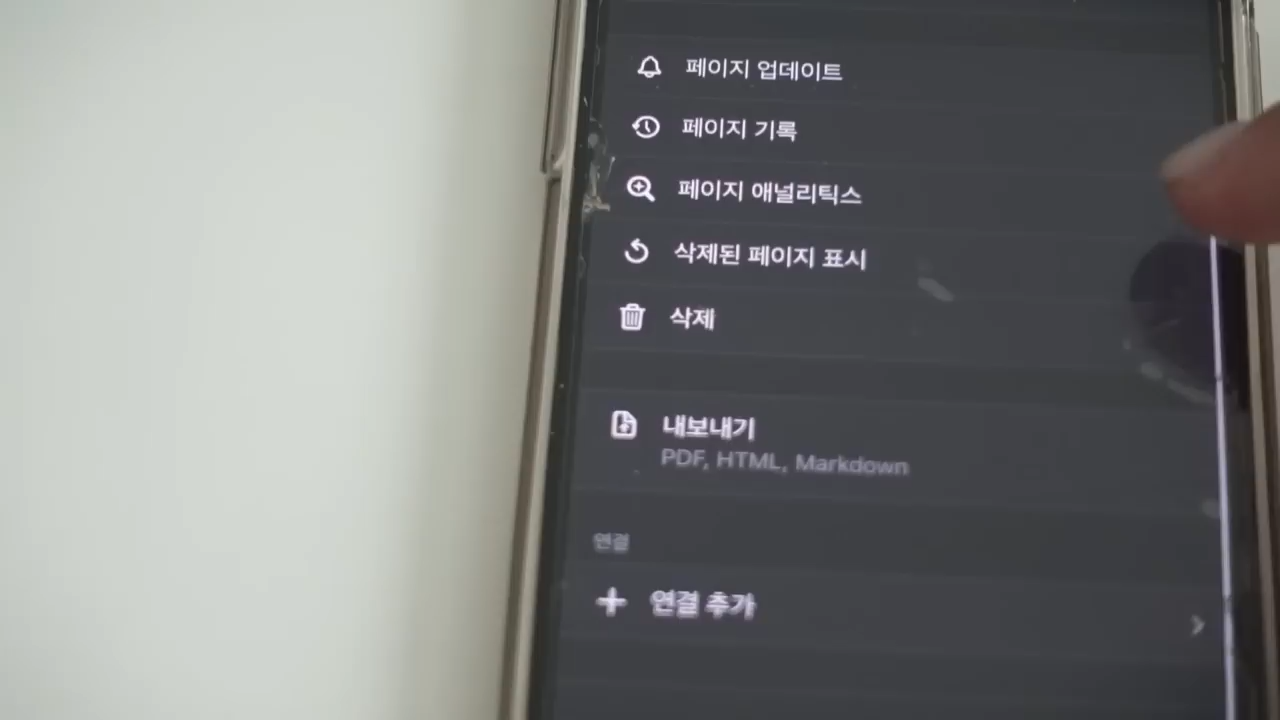 페이지 업데이트
페이지 기록
페이지 애널리틱스
삭제된 페이지 표시
삭제
내보내기
PDF, HTML, Markdown
연결
연결 추가